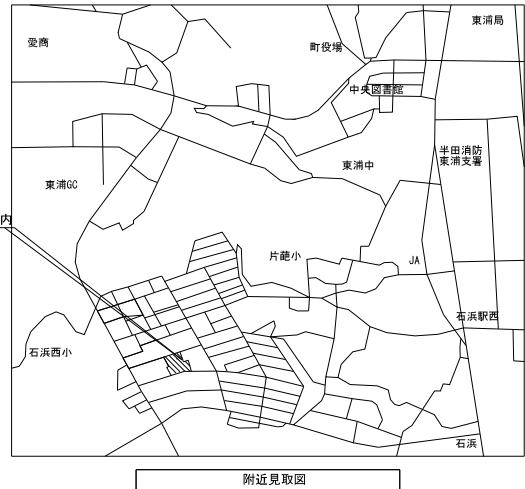 東浦局
愛商
町役場
中央図書館
半田消防
東浦支署
東浦中
東浦GC
内
片葩小
JA
石浜駅西
石浜西小
石浜
附近見取図